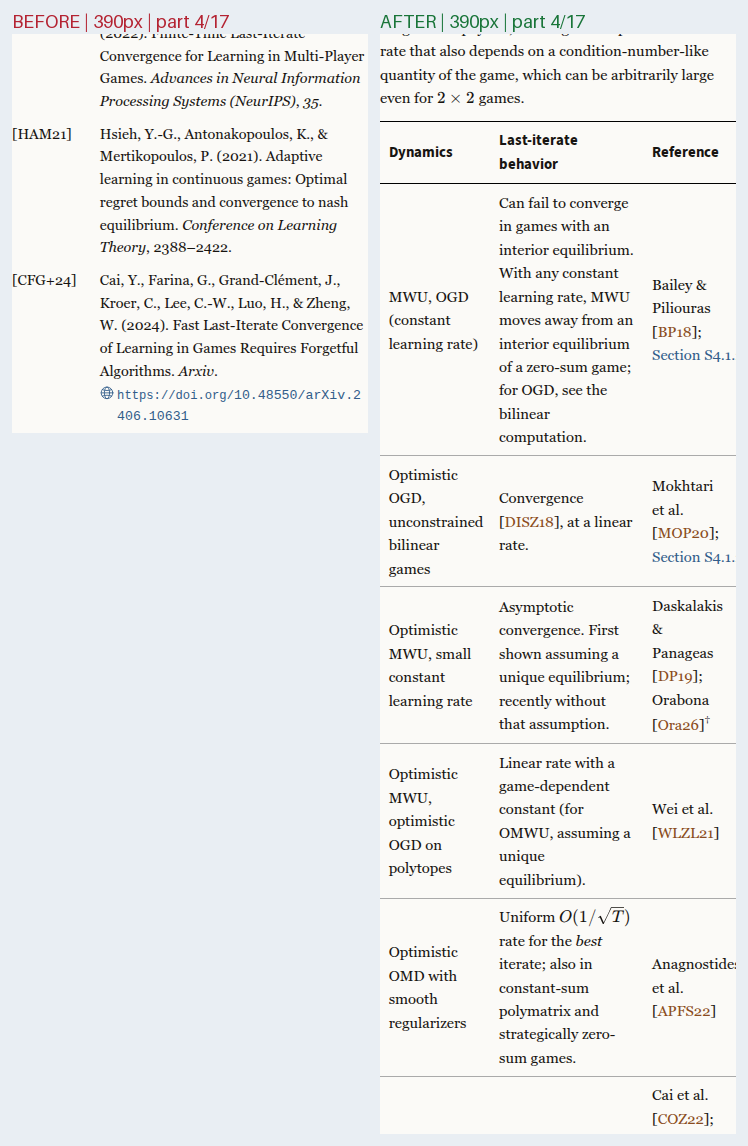 BEFORE | 390px | part 4/17
(2022). Finite-Time Last-Iterate
Convergence for Learning in Multi-Player
Games. Advances in Neural Information
Processing Systems (NeurIPS), 35.
[HAM21] Hsieh, Y.-G., Antonakopoulos, K., &
Mertikopoulos, P. (2021). Adaptive
learning in continuous games: Optimal
regret bounds and convergence to nash
equilibrium. Conference on Learning
Theory, 2388–2422.
[CFG+24] Cai, Y., Farina, G., Grand-Clément, J.,
Kroer, C., Lee, C.-W., Luo, H., & Zheng,
W. (2024). Fast Last-Iterate Convergence
of Learning in Games Requires Forgetful
Algorithms. Arxiv.
https://doi.org/10.48550/arXiv.2
406.10631
AFTER | 390px | part 4/17
rate that also depends on a condition-number-like
quantity of the game, which can be arbitrarily large
even for 2 × 2 games.
Dynamics
Last-iterate
behavior
Reference
MWU, OGD
(constant
learning rate)
Can fail to converge
in games with an
interior equilibrium.
With any constant
learning rate, MWU
moves away from an
interior equilibrium
of a zero-sum game;
for OGD, see the
bilinear
computation.
Bailey &
Piliouras
[BP18];
Section S4.1.
Optimistic
OGD,
unconstrained
bilinear
games
Convergence
[DISZ18], at a linear
rate.
Mokhtari
et al.
[MOP20];
Section S4.1.
Optimistic
MWU, small
constant
learning rate
Asymptotic
convergence. First
shown assuming a
unique equilibrium;
recently without
that assumption.
Daskalakis
&
Panageas
[DP19];
Orabona
[Ora26]†
Optimistic
MWU,
optimistic
OGD on
polytopes
Linear rate with a
game-dependent
constant (for
OMWU, assuming a
unique
equilibrium).
Wei et al.
[WLZL21]
Optimistic
OMD with
smooth
regularizers
Uniform O(1/√T)
rate for the best
iterate; also in
constant-sum
polymatrix and
strategically zero-
sum games.
Anagnostides
et al.
[APFS22]
Cai et al.
[COZ22];